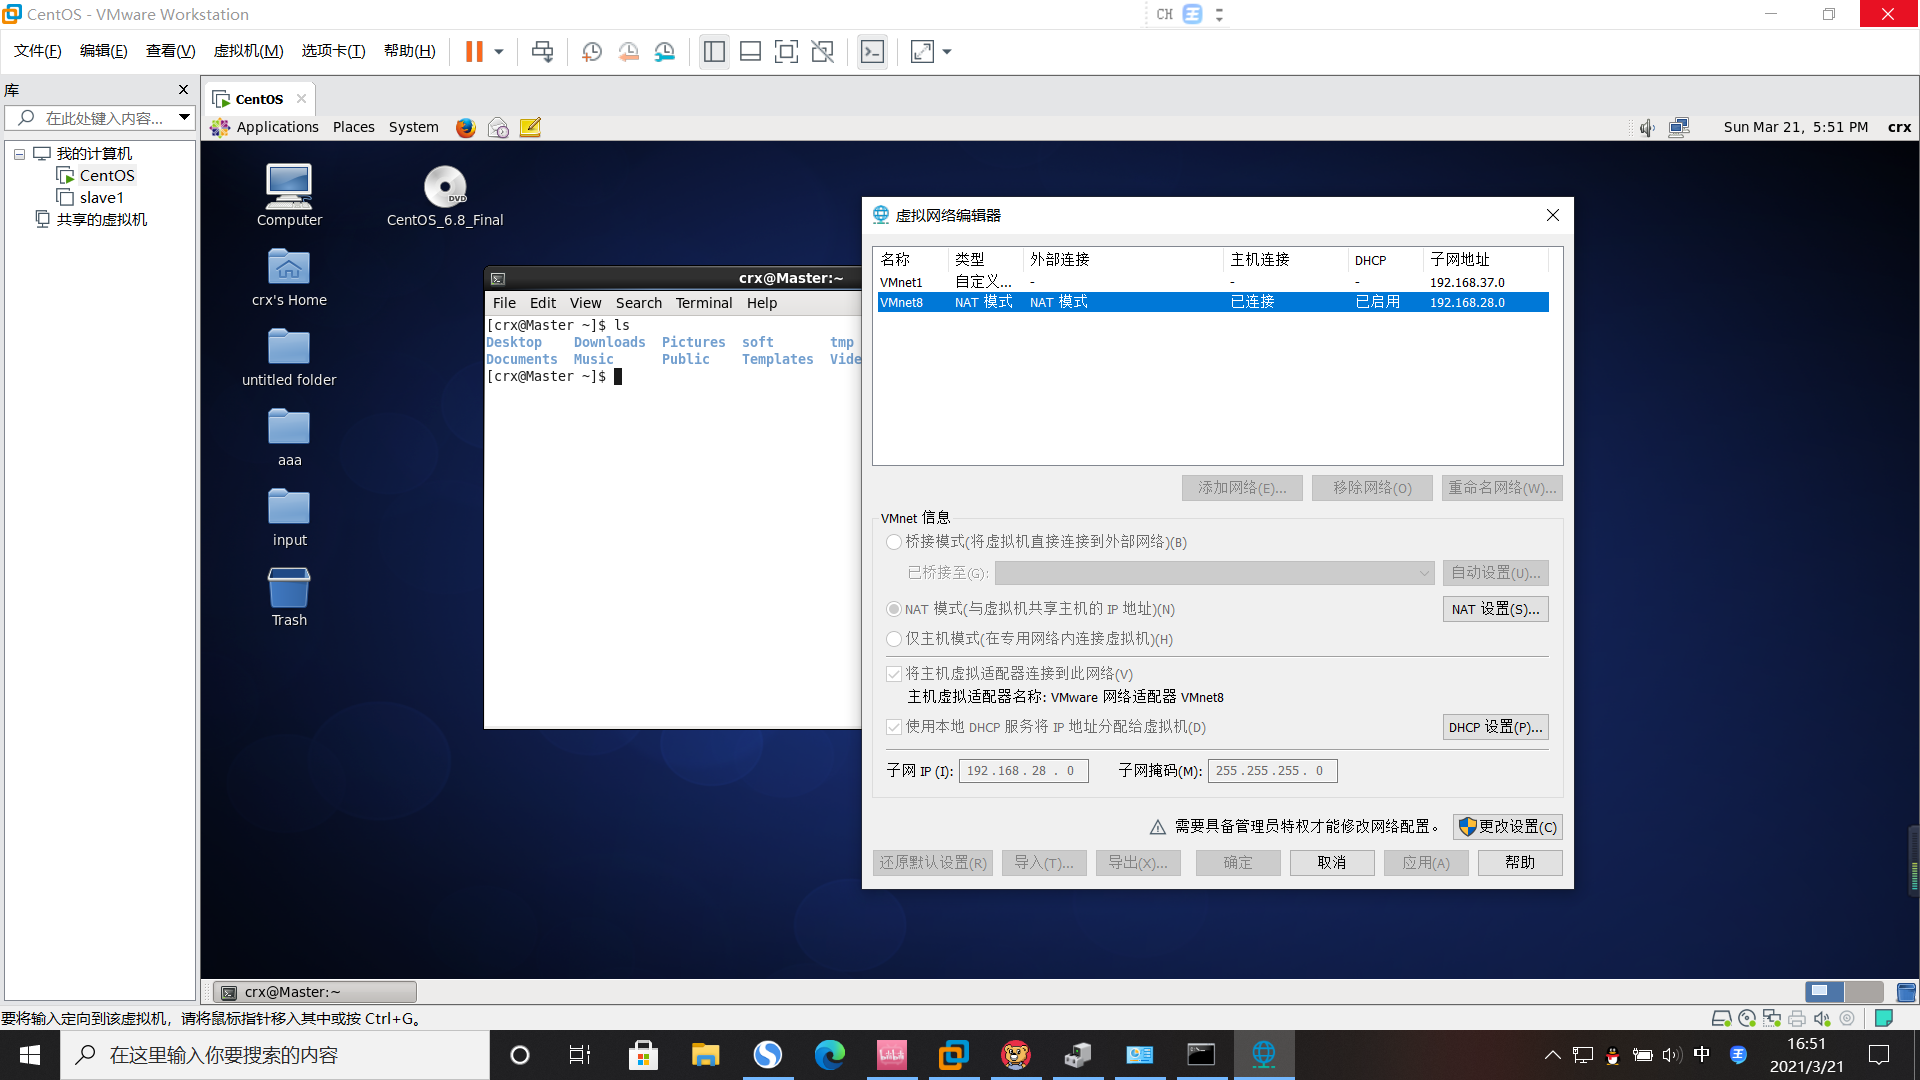 CentOS - VMware Workstation
CH
文件(F) 编辑(E) 查看(V) 虚拟机(M) 选项卡(T) 帮助(H)
库
在此处键入内容...
我的计算机
CentOS
slave1
共享的虚拟机
CentOS
Applications Places System
Sun Mar 21, 5:51 PM crx
Computer
CentOS_6.8_Final
DVD
crx's Home
untitled folder
aaa
input
Trash
crx@Master:~
File Edit View Search Terminal Help
[crx@Master ~]$ ls
Desktop Downloads Pictures soft tmp
Documents Music Public Templates Vide
[crx@Master ~]$
虚拟网络编辑器
名称 类型 外部连接 主机连接 DHCP 子网地址
VMnet1 自定义... - - - 192.168.37.0
VMnet8 NAT 模式 NAT 模式 已连接 已启用 192.168.28.0
添加网络(E)... 移除网络(O) 重命名网络(W)...
VMnet 信息
桥接模式(将虚拟机直接连接到外部网络)(B)
已桥接至(G): 自动设置(U)...
NAT 模式(与虚拟机共享主机的 IP 地址)(N) NAT 设置(S)...
仅主机模式(在专用网络内连接虚拟机)(H)
将主机虚拟适配器连接到此网络(V)
主机虚拟适配器名称: VMware 网络适配器 VMnet8
使用本地 DHCP 服务将 IP 地址分配给虚拟机(D) DHCP 设置(P)...
子网 IP (I): 192.168.28.0 子网掩码(M): 255.255.255.0
需要具备管理员特权才能修改网络配置。 更改设置(C)
还原默认设置(R) 导入(T)... 导出(X)... 确定 取消 应用(A) 帮助
crx@Master:~
要将输入定向到该虚拟机，请将鼠标指针移入其中或按 Ctrl+G。
在这里输入你要搜索的内容
bilibili
中
16:51
2021/3/21